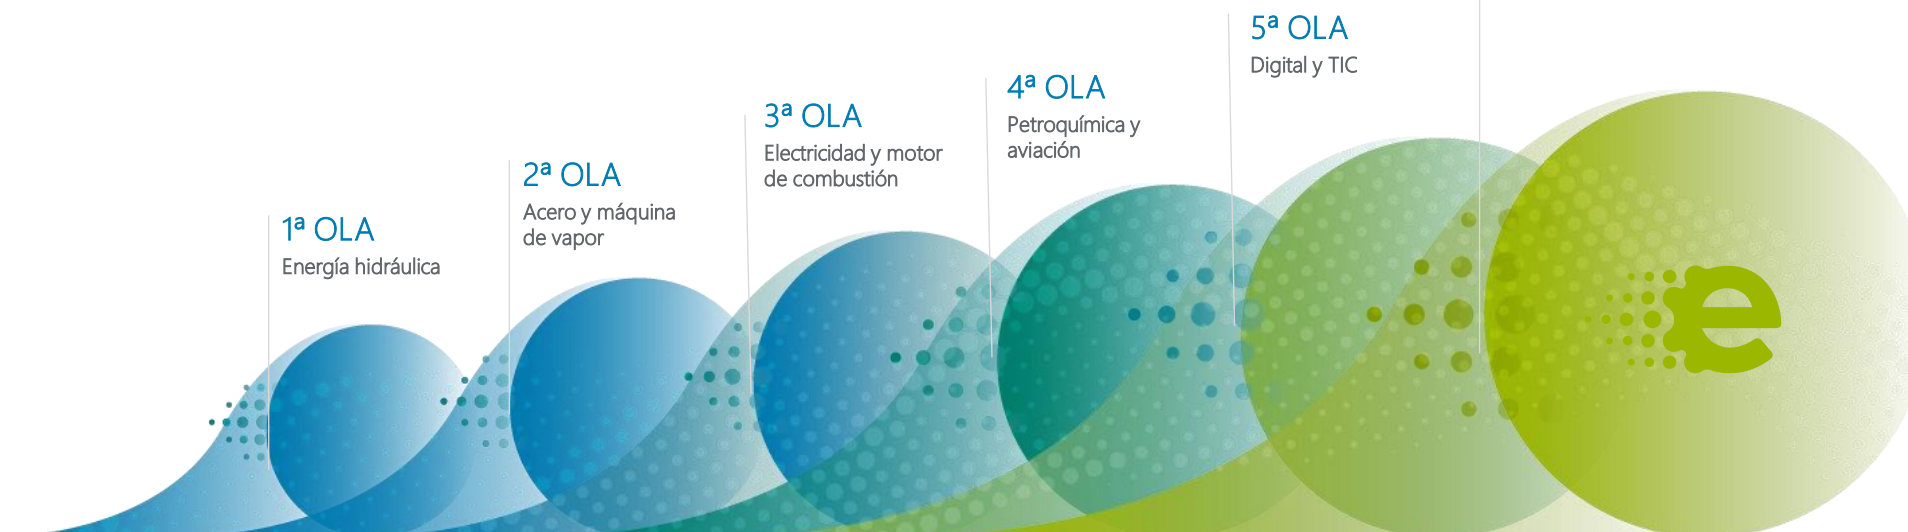 1ª OLA
Energía hidráulica
2ª OLA
Acero y máquina
de vapor
3ª OLA
Electricidad y motor
de combustión
4ª OLA
Petroquímica y
aviación
5ª OLA
Digital y TIC
e